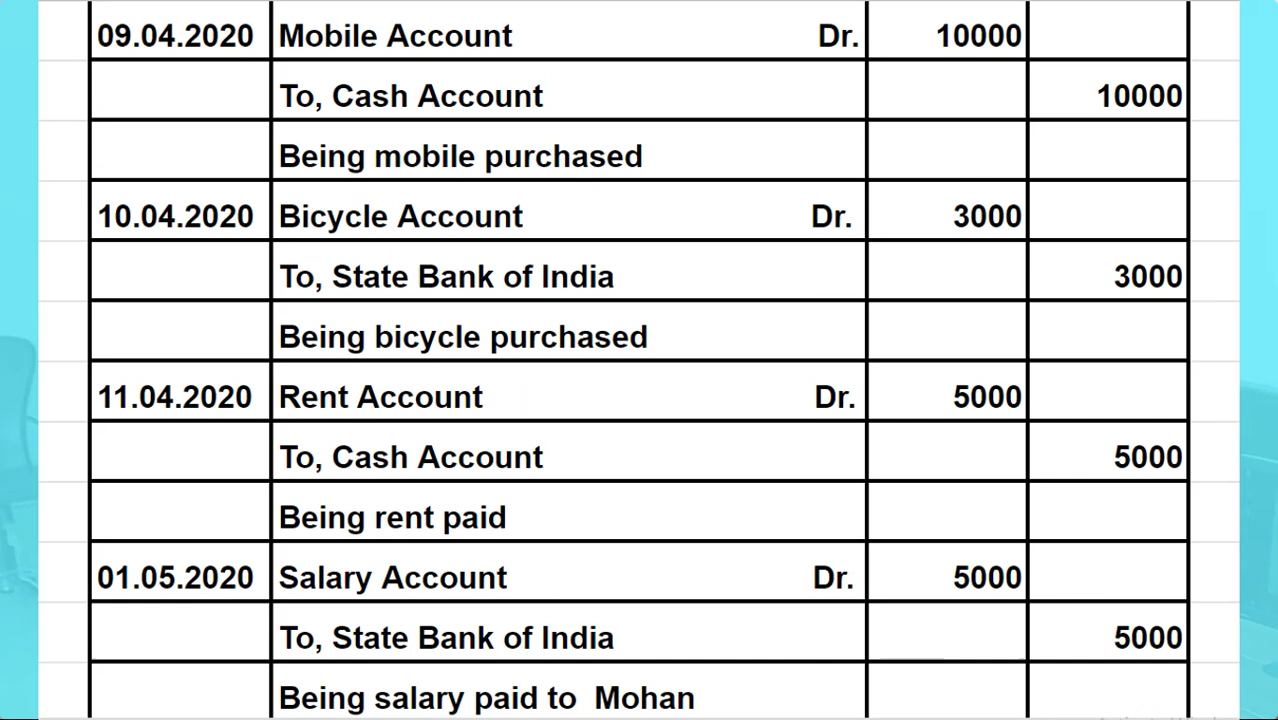 09.04.2020 Mobile Account Dr. 10000
To, Cash Account 10000
Being mobile purchased
10.04.2020 Bicycle Account Dr. 3000
To, State Bank of India 3000
Being bicycle purchased
11.04.2020 Rent Account Dr. 5000
To, Cash Account 5000
Being rent paid
01.05.2020 Salary Account Dr. 5000
To, State Bank of India 5000
Being salary paid to  Mohan